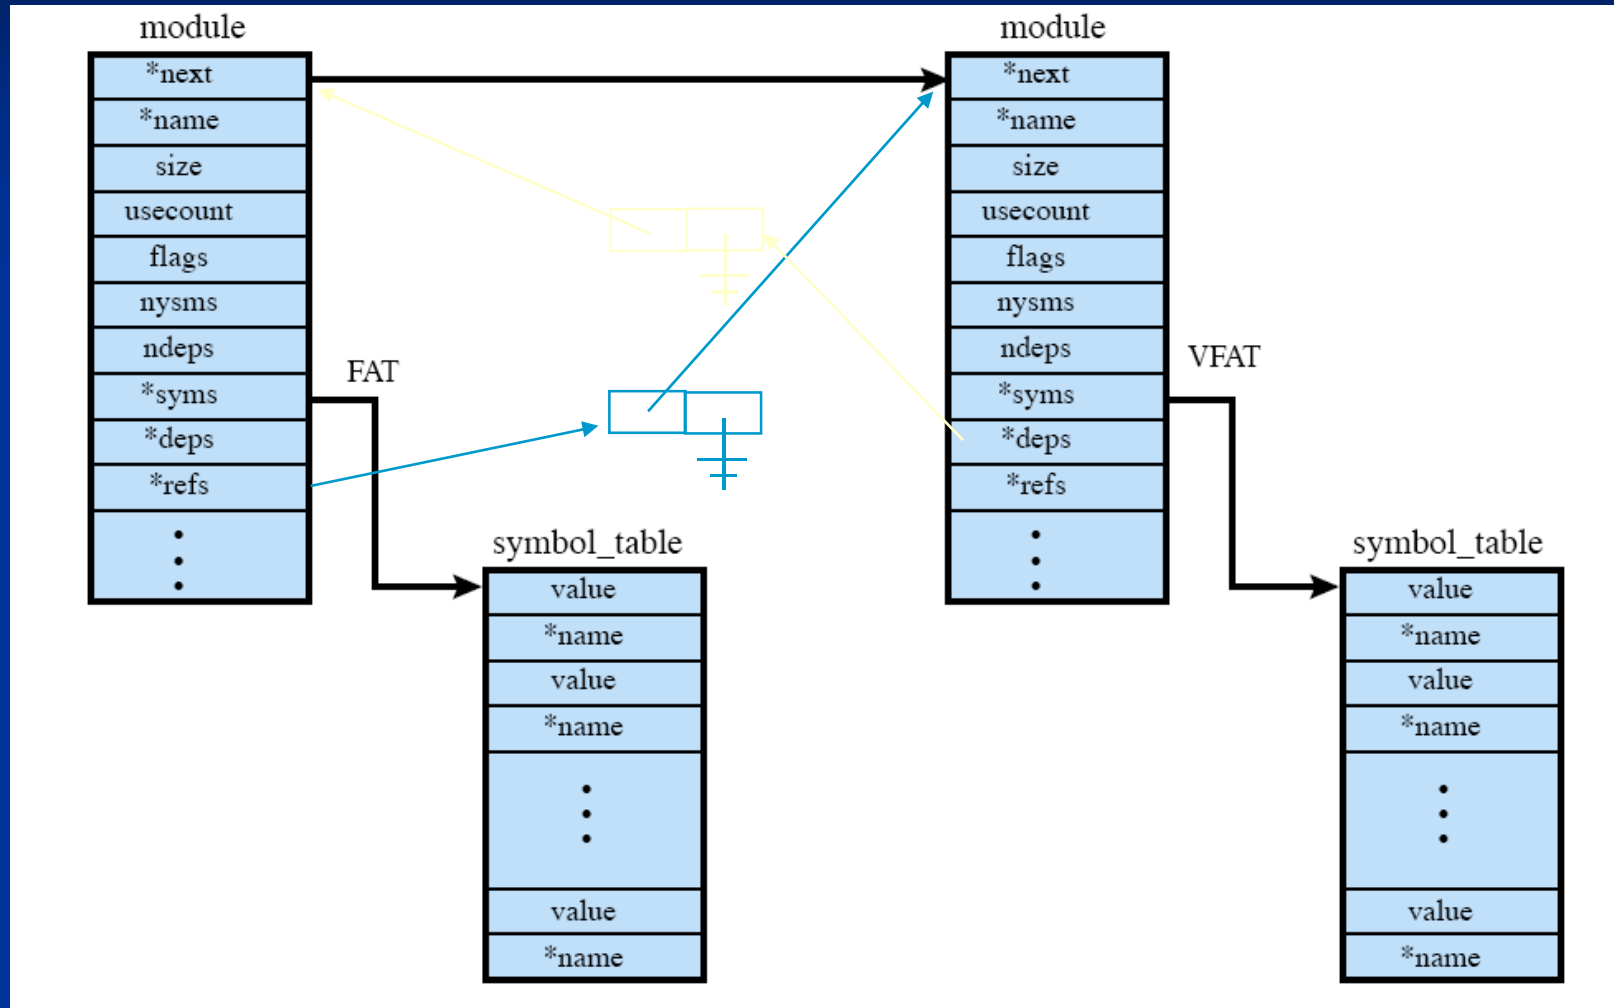 module
*next
*name
size
usecount
flags
nysms
ndeps
*syms
*deps
*refs
FAT
symbol_table
value
*name
value
*name
value
*name
module
*next
*name
size
usecount
flags
nysms
ndeps
*syms
*deps
*refs
VFAT
symbol_table
value
*name
value
*name
value
*name